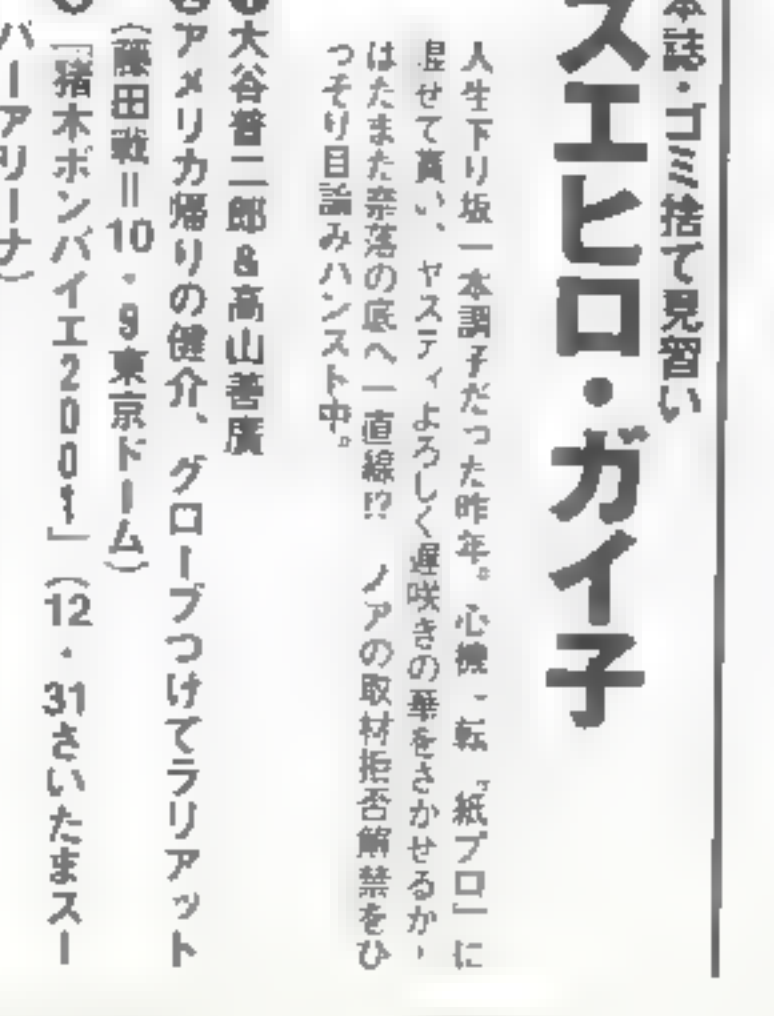 本誌・ゴミ捨て見習い
スエヒロ・ガイ子
人生下り坂一本調子だった昨年。心機一転『紙プロ』に
させて貰い、ヤスティよろしく遅咲きの華をさかせるか、
はたまた奈落の底へ一直線!? ノアの取材拒否解禁をひ
っそり目論みハンスト中。
大谷晋二郎&高山善廣
アメリカ帰りの健介、グローブつけてラリアット
(藤田戦=10・9東京ドーム)
「猪木ボンバイエ2001」(12・31さいたまスー
パーアリーナ)